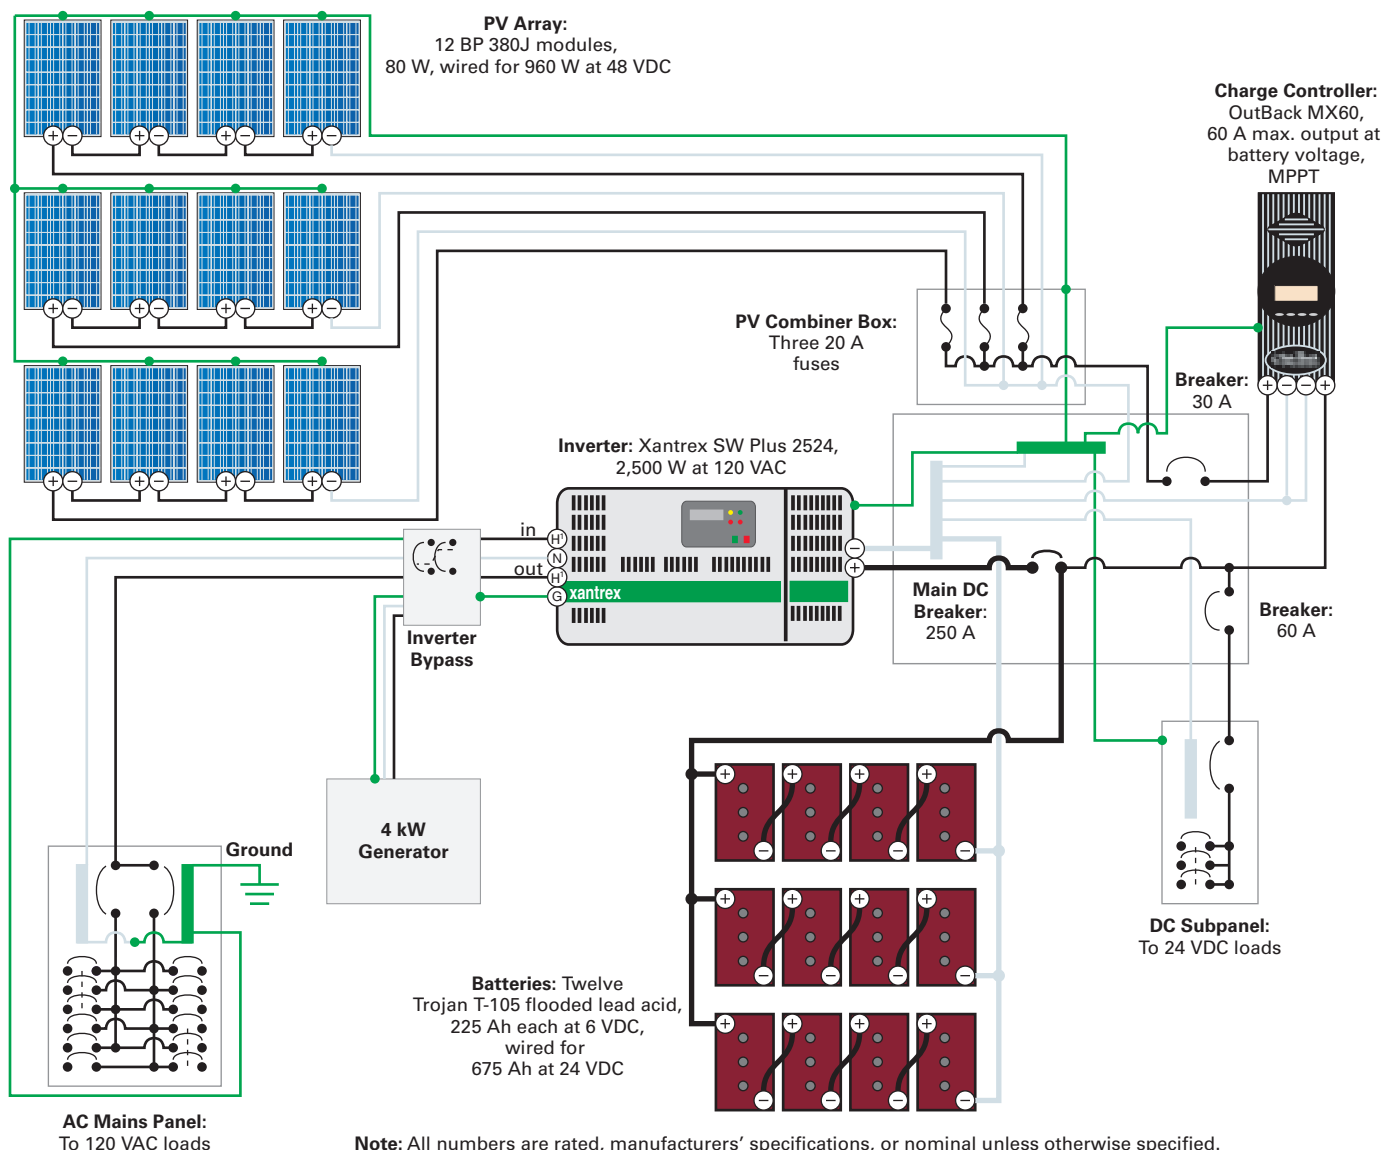 PV Array:
12 BP 380J modules,
80 W, wired for 960 W at 48 VDC
Charge Controller:
OutBack MX60,
60 A max. output at
battery voltage,
MPPT
PV Combiner Box:
Three 20 A
fuses
Breaker:
30 A
Inverter: Xantrex SW Plus 2524,
2,500 W at 120 VAC
in
H¹
N
out
H¹
G
xantrex
Inverter
Bypass
Main DC
Breaker:
250 A
Breaker:
60 A
4 kW
Generator
Ground
DC Subpanel:
To 24 VDC loads
Batteries: Twelve
Trojan T-105 flooded lead acid,
225 Ah each at 6 VDC,
wired for
675 Ah at 24 VDC
AC Mains Panel:
To 120 VAC loads
Note: All numbers are rated, manufacturers’ specifications, or nominal unless otherwise specified.